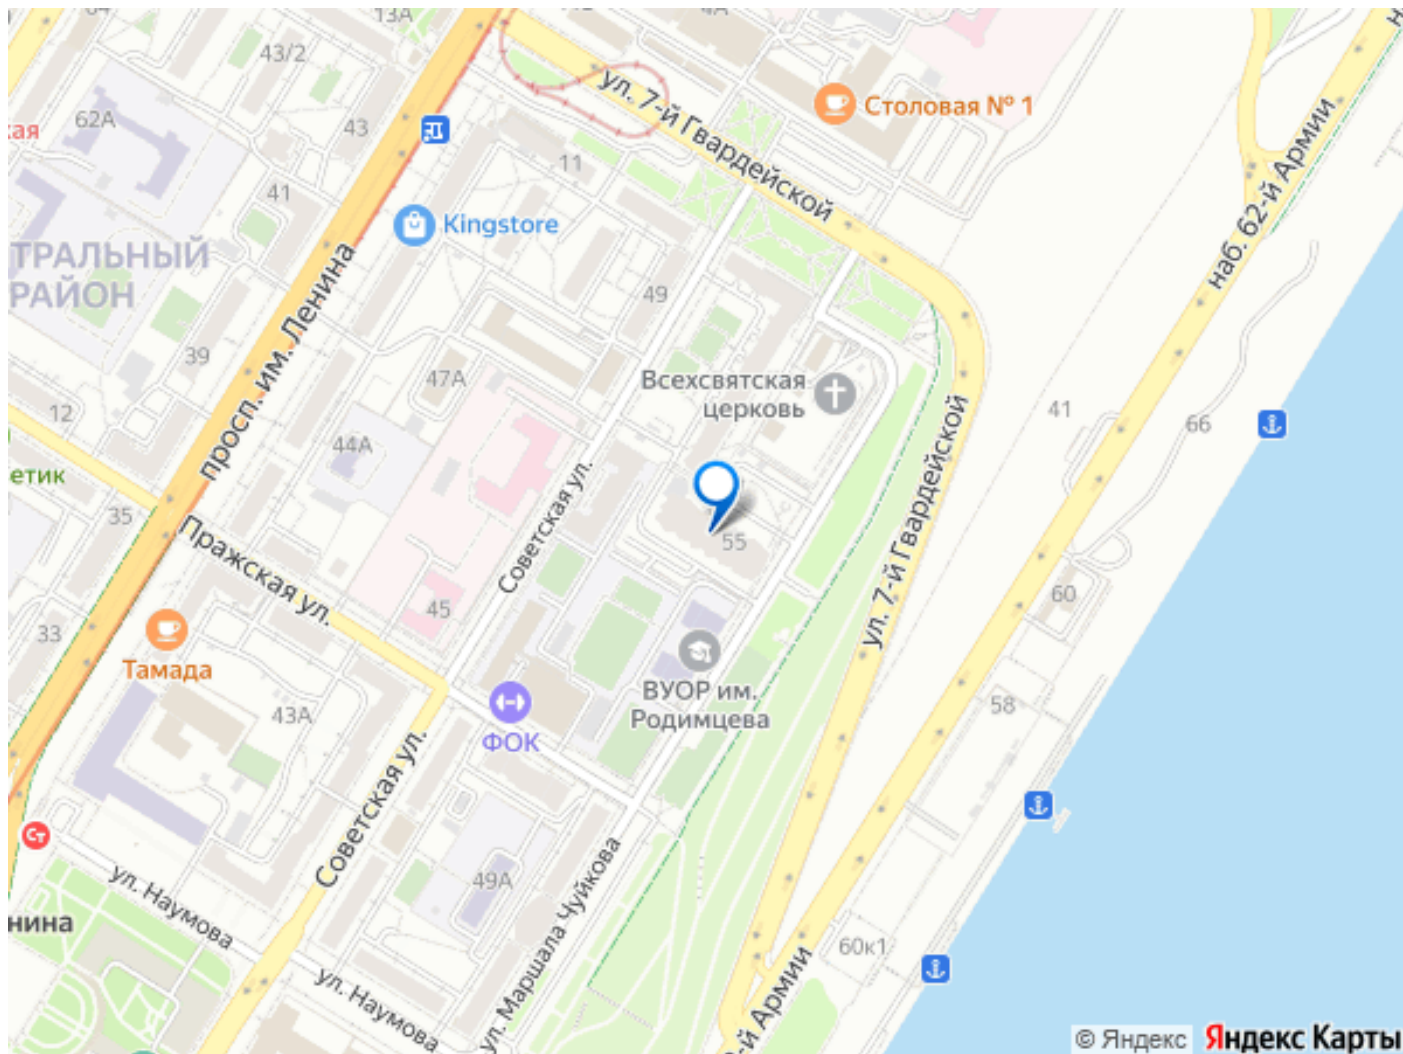 13А
43/2
62А
43
кая
41
11
ул. 7-й Гвардейской
Столовая № 1
наб. 62-й Армии
Kingstore
ТРАЛЬНЫЙ
РАЙОН
просп. им. Ленина
49
39
47А
12
44А
етик
35
Всехсвятская
церковь
41
66
Советская ул.
ул. 7-й Гвардейской
55
Пражская ул.
45
60
33
Тамада
ВУОР им.
Родимцева
43А
ФОК
58
Советская ул.
Ст
49А
ул. Маршала Чуйкова
ул. Наумова
нина
60к1
ул. Наумова
-й Армии
© Яндекс Яндекс Карты